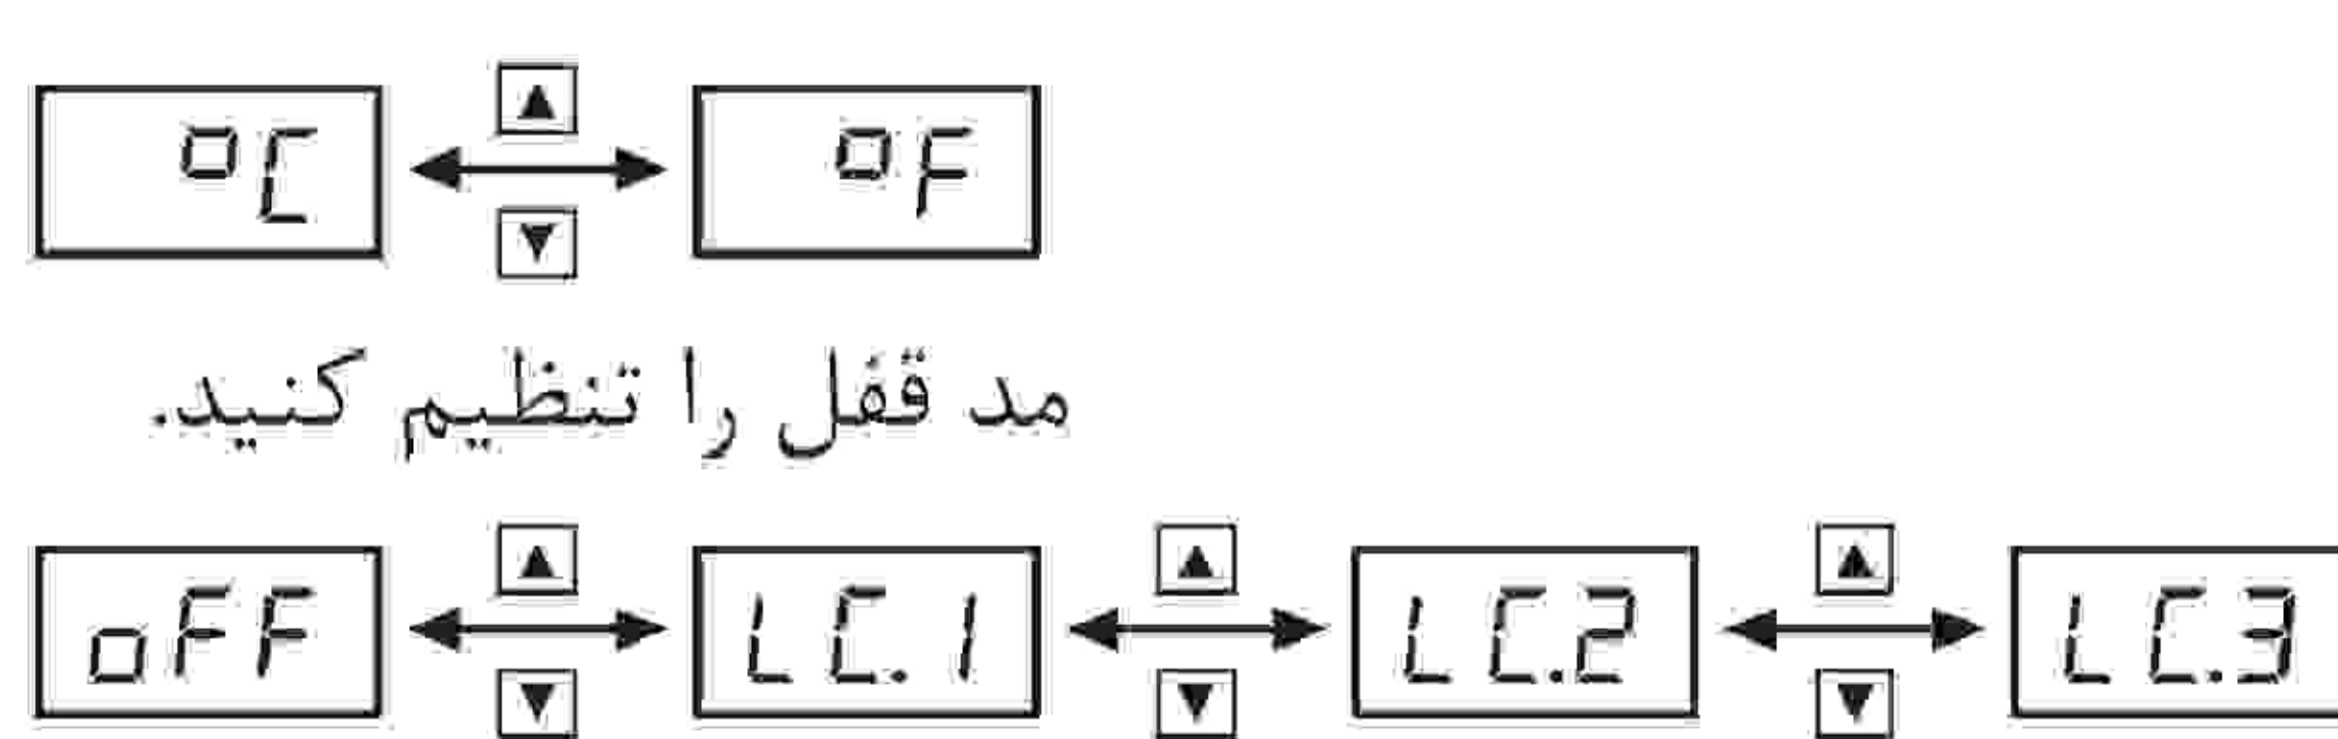 °C ▲ ▼ °F
مد قفل را تنظیم کنید.
oFF ▲ ▼ LC.1 ▲ ▼ LC.2 ▲ ▼ LC.3